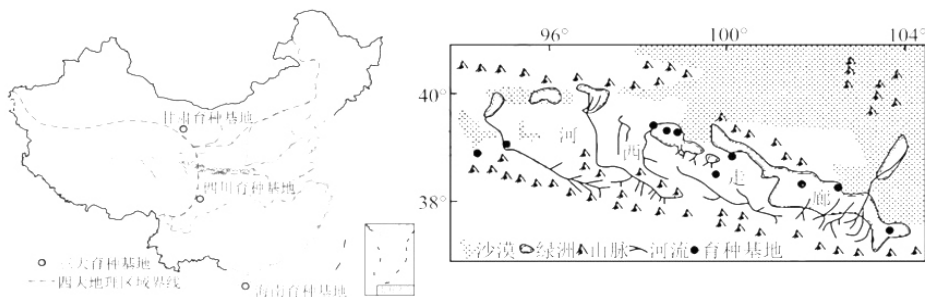 甘肃育种基地
四川育种基地
三大育种基地
四大地理区域界线
海南育种基地
96°
100°
104°
40°
38°
河
西
走
廊
沙漠
绿洲
山脉
河流
育种基地